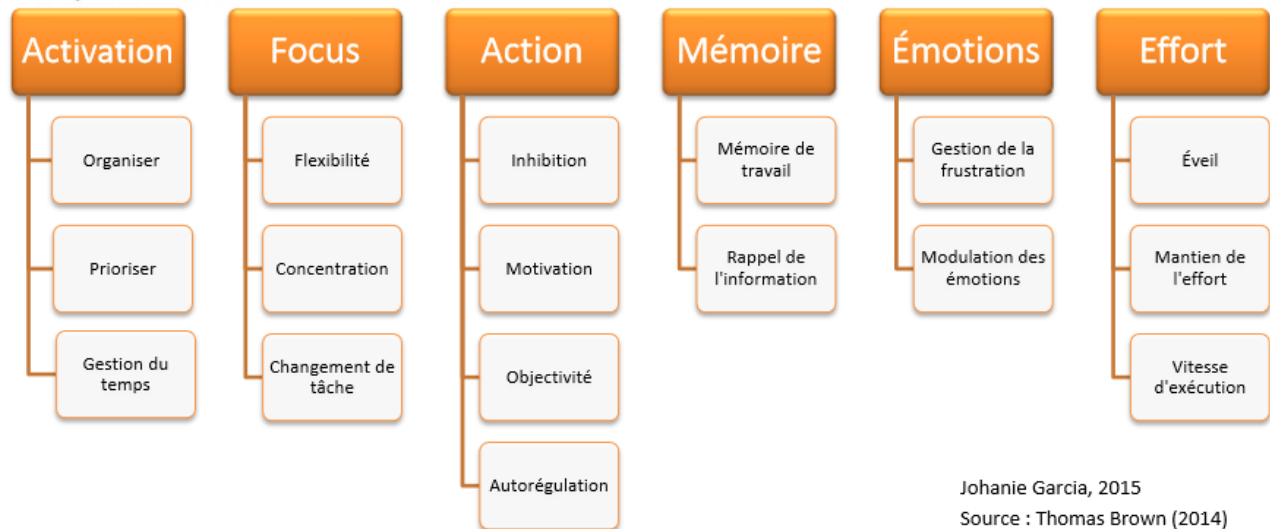 Activation
Focus
Action
Mémoire
Émotions
Effort
Organiser
Prioriser
Gestion du
temps
Flexibilité
Concentration
Changement de
tâche
Inhibition
Motivation
Objectivité
Autorégulation
Mémoire de
travail
Rappel de
l'information
Gestion de la
frustration
Modulation des
émotions
Éveil
Mantien de
l'effort
Vitesse
d'exécution
Johanie Garcia, 2015
Source : Thomas Brown (2014)